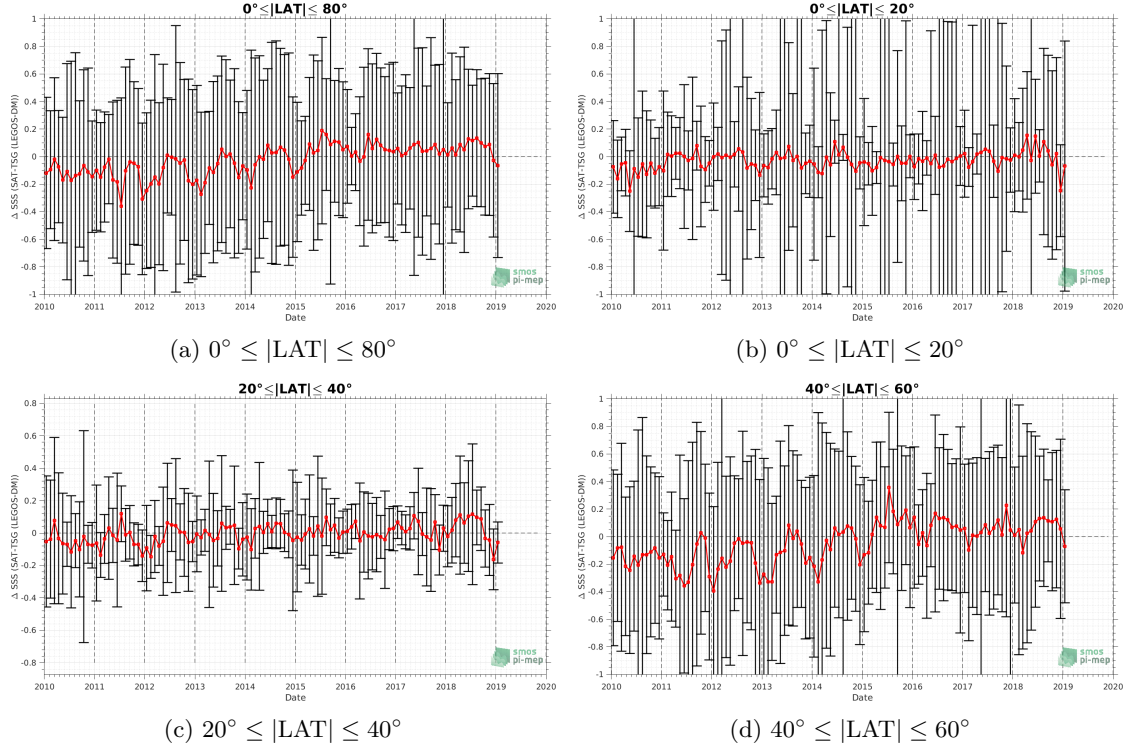 0°≤|LAT|≤ 80°
Δ SSS (SAT-TSG (LEGOS-DMI))
1
0.8
0.6
0.4
0.2
0
-0.2
-0.4
-0.6
-0.8
-1
2010 2011 2012 2013 2014 2015 2016 2017 2018 2019 2020
Date
smos
pi-mep
(a) 0° ≤ |LAT| ≤ 80°
0°≤|LAT|≤ 20°
Δ SSS (SAT-TSG (LEGOS-DMI))
1
0.8
0.6
0.4
0.2
0
-0.2
-0.4
-0.6
-0.8
-1
2010 2011 2012 2013 2014 2015 2016 2017 2018 2019 2020
Date
smos
pi-mep
(b) 0° ≤ |LAT| ≤ 20°
20°≤|LAT|≤ 40°
Δ SSS (SAT-TSG (LEGOS-DMI))
0.8
0.6
0.4
0.2
0
-0.2
-0.4
-0.6
-0.8
2010 2011 2012 2013 2014 2015 2016 2017 2018 2019 2020
Date
smos
pi-mep
(c) 20° ≤ |LAT| ≤ 40°
40°≤|LAT|≤ 60°
Δ SSS (SAT-TSG (LEGOS-DMI))
1
0.8
0.6
0.4
0.2
0
-0.2
-0.4
-0.6
-0.8
-1
2010 2011 2012 2013 2014 2015 2016 2017 2018 2019 2020
Date
smos
pi-mep
(d) 40° ≤ |LAT| ≤ 60°